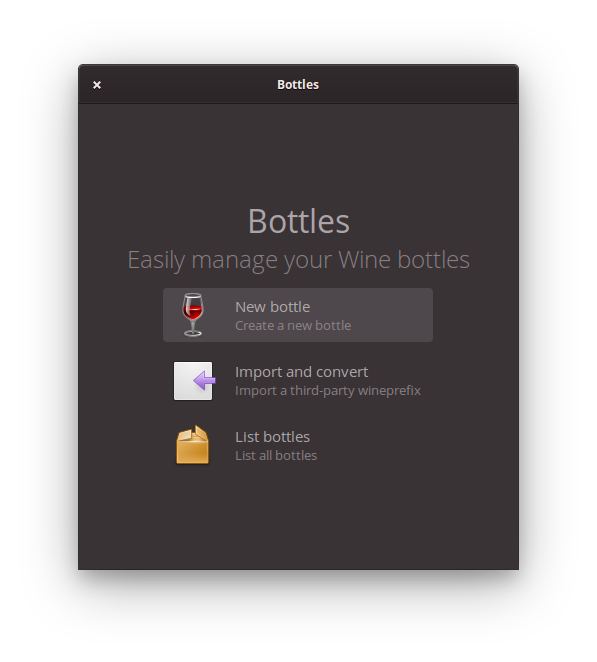 Bottles
Bottles
Easily manage your Wine bottles
New bottle
Create a new bottle
Import and convert
Import a third-party wineprefix
List bottles
List all bottles